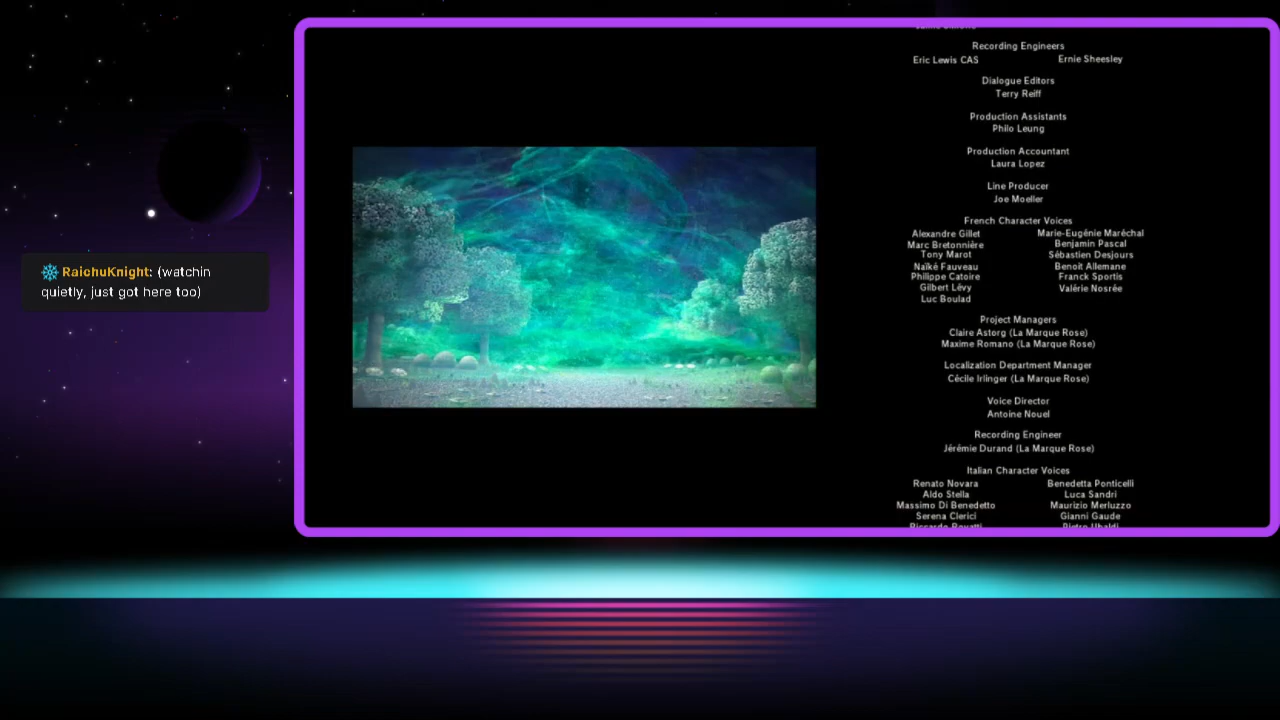 RaichuKnight: (watchin
quietly, just got here too)
Recording Engineers
Eric Lewis CAS Ernie Sheesley
Dialogue Editors
Terry Reiff
Production Assistants
Philo Leung
Production Accountant
Laura Lopez
Line Producer
Joe Moeller
French Character Voices
Alexandre Gillet Marie-Eugénie Maréchal
Marc Bretonnière Benjamin Pascal
Tony Marot Sébastien Desjours
Naïké Fauveau Benoit Allemane
Philippe Catoire Franck Sportis
Gilbert Lévy Valérie Nosrée
Luc Boulad
Project Managers
Claire Astorg (La Marque Rose)
Maxime Romano (La Marque Rose)
Localization Department Manager
Cécile Irlinger (La Marque Rose)
Voice Director
Antoine Nouel
Recording Engineer
Jérémie Durand (La Marque Rose)
Italian Character Voices
Renato Novara Benedetta Ponticelli
Aldo Stella Luca Sandri
Massimo Di Benedetto Maurizio Merluzzo
Serena Clerici Gianni Gaude
Riccardo Rovatti Pietro Ubaldi